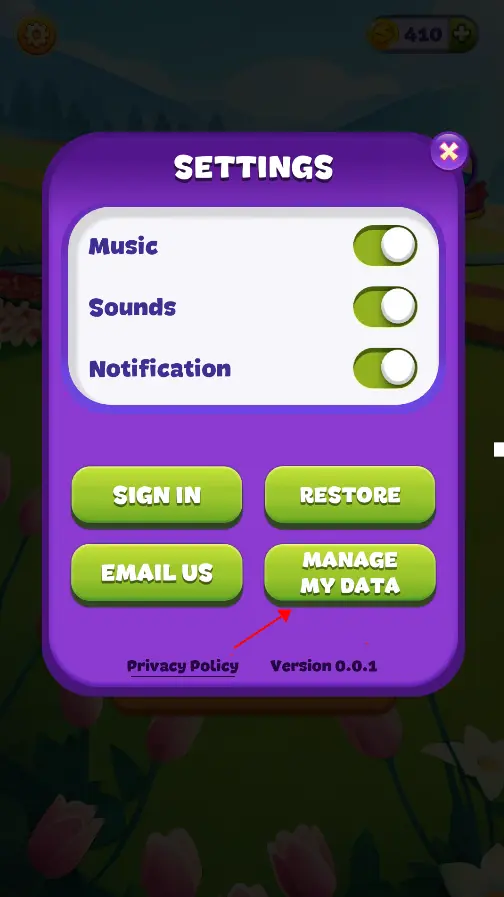 410
SETTINGS
Music
Sounds
Notification
SIGN IN
RESTORE
EMAIL US
MANAGE
MY DATA
Privacy Policy
Version 0.0.1